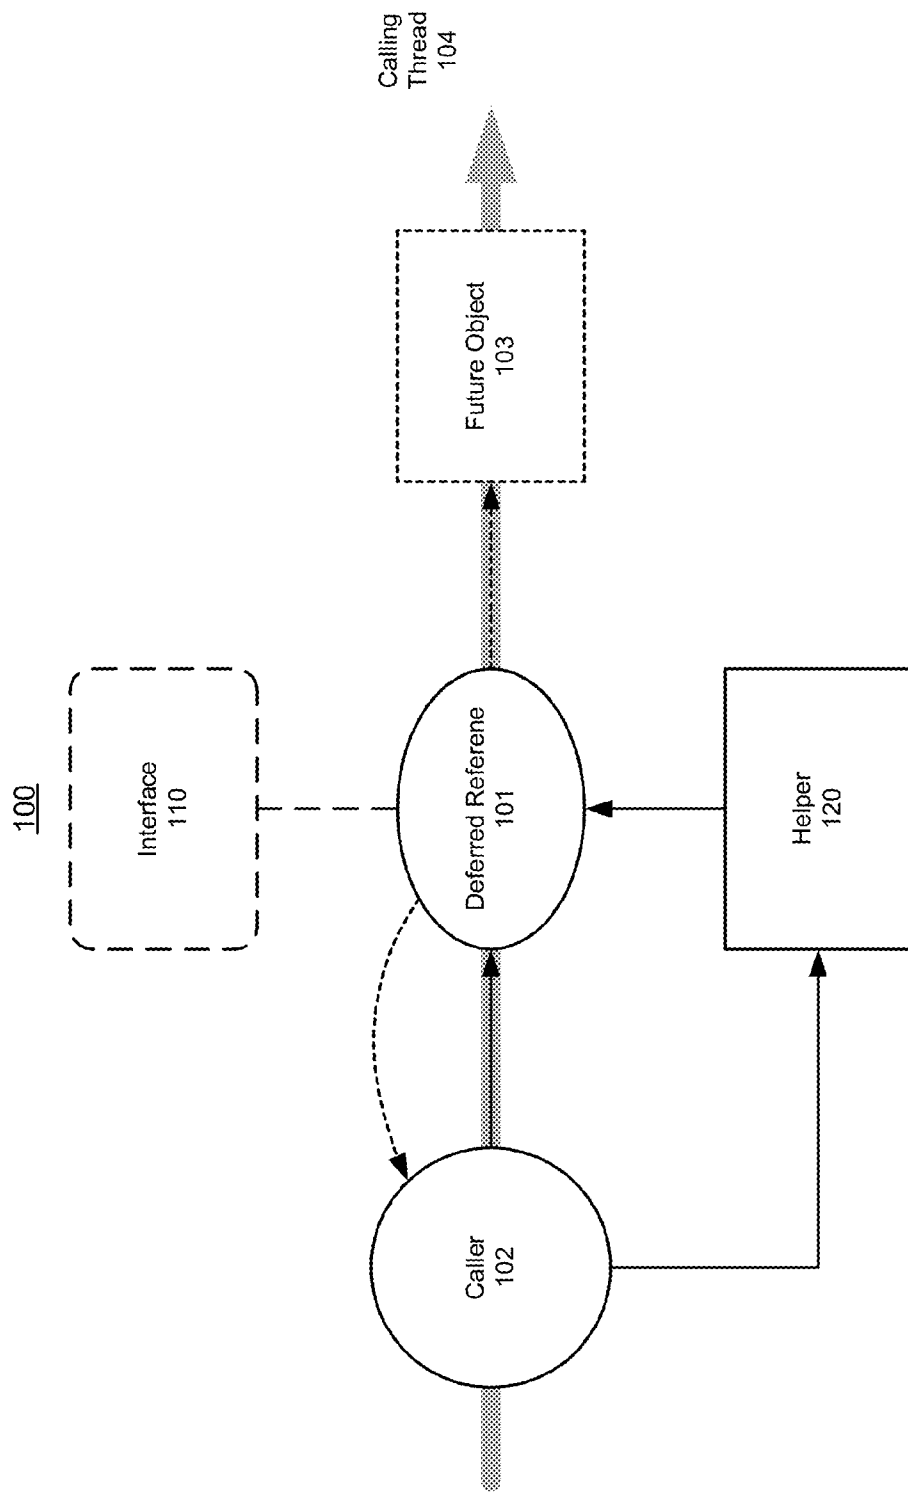 100
Interface
110
Calling
Thread
104
Caller
102
Deferred Referene
101
Future Object
103
Helper
120